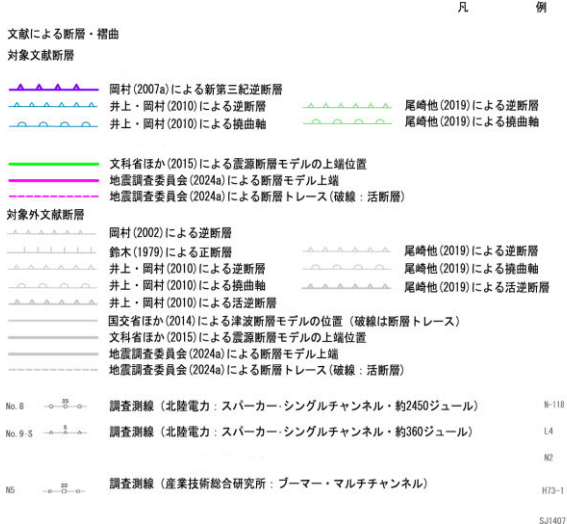 凡　　例
文献による断層・褶曲
対象文献断層
岡村(2007a)による新第三紀逆断層
井上・岡村(2010)による逆断層　尾崎他(2019)による逆断層
井上・岡村(2010)による撓曲軸　尾崎他(2019)による撓曲軸
文科省ほか(2015)による震源断層モデルの上端位置
地震調査委員会(2024a)による断層モデル上端
地震調査委員会(2024a)による断層トレース(破線：活断層)
対象外文献断層
岡村(2002)による逆断層
鈴木(1979)による正断層　尾崎他(2019)による逆断層
井上・岡村(2010)による逆断層　尾崎他(2019)による撓曲軸
井上・岡村(2010)による撓曲軸　尾崎他(2019)による活逆断層
井上・岡村(2010)による活逆断層
国交省ほか(2014)による津波断層モデルの位置（破線は断層トレース）
文科省ほか(2015)による震源断層モデルの上端位置
地震調査委員会(2024a)による断層モデル上端
地震調査委員会(2024a)による断層トレース(破線：活断層)
No. 8　調査測線（北陸電力：スパーカー・シングルチャンネル・約2450ジュール）　N-118
No. 9-S　5　調査測線（北陸電力：スパーカー・シングルチャンネル・約360ジュール）　L4
N2
N5　調査測線（産業技術総合研究所：ブーマー・マルチチャンネル）　H73-1
SJ1407